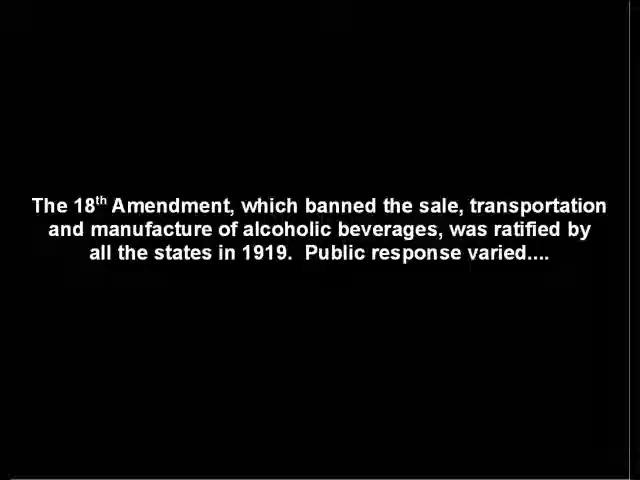 The 18th Amendment, which banned the sale, transportation
and manufacture of alcoholic beverages, was ratified by
all the states in 1919.  Public response varied....